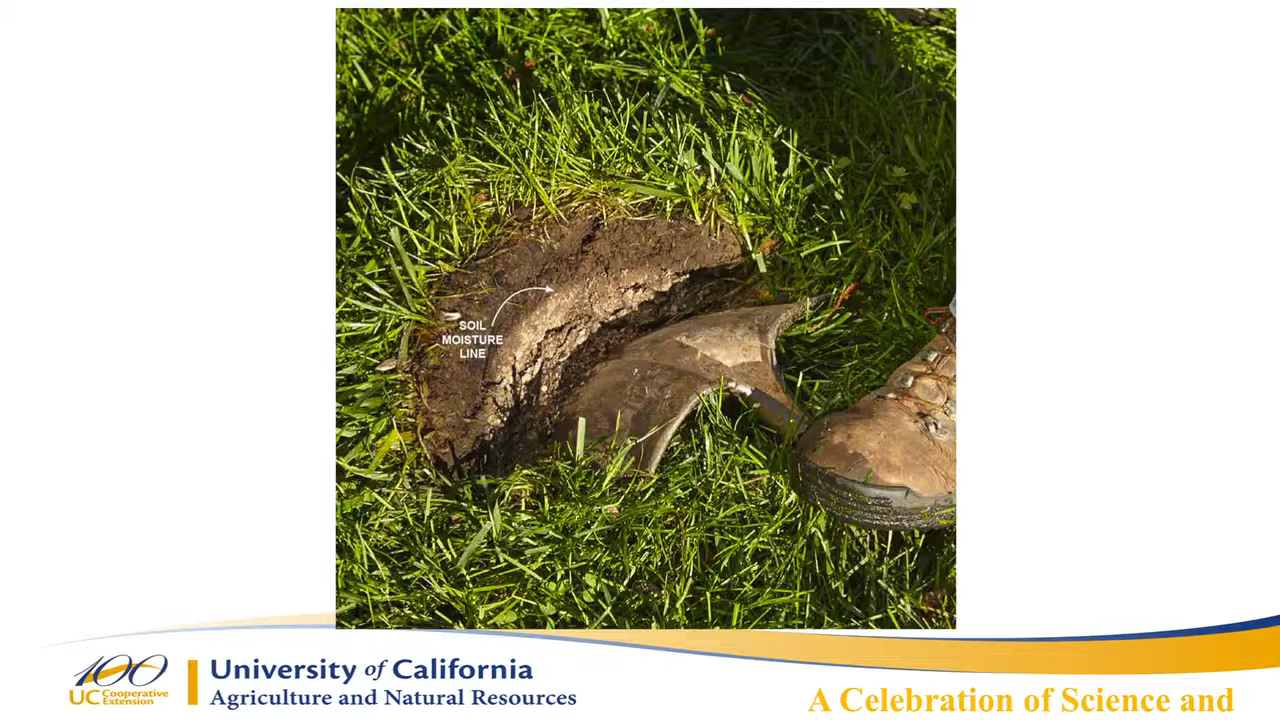 SOIL
MOISTURE
LINE
100
UC Cooperative
Extension
University of California
Agriculture and Natural Resources
A Celebration of Science and